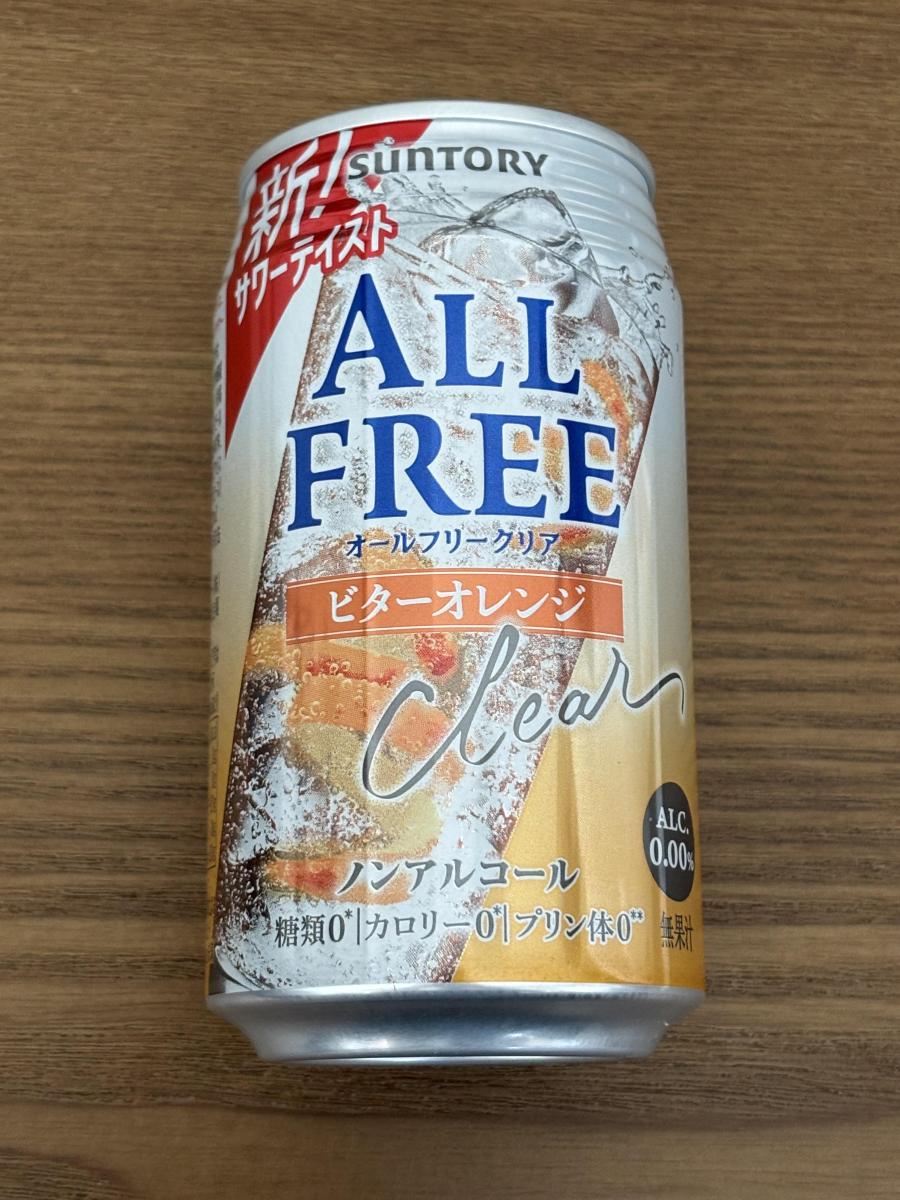 新!
サワーテイスト
SUNTORY
ALL
FREE
オールフリークリア
ビターオレンジ
Clear
ALC.
0.00%
ノンアルコール
糖類0*|カロリー0*|プリン体0**
無果汁